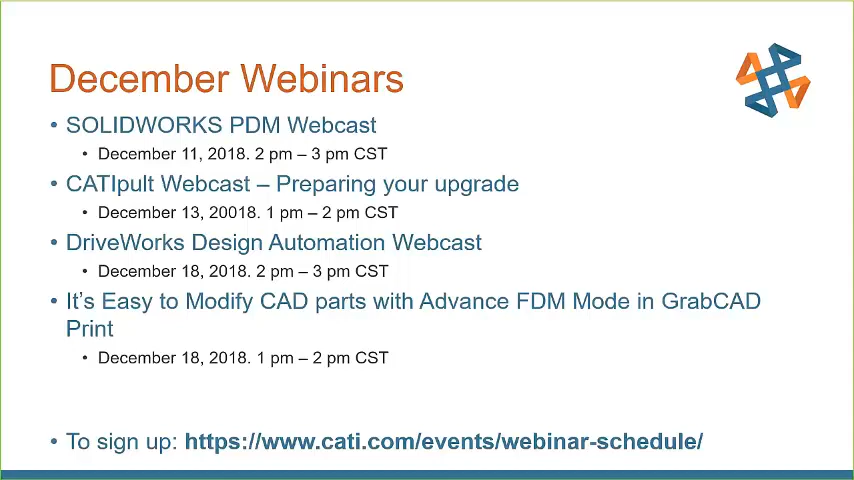 December Webinars
• SOLIDWORKS PDM Webcast
• December 11, 2018. 2 pm – 3 pm CST
• CATIpult Webcast – Preparing your upgrade
• December 13, 20018. 1 pm – 2 pm CST
• DriveWorks Design Automation Webcast
• December 18, 2018. 2 pm – 3 pm CST
• It’s Easy to Modify CAD parts with Advance FDM Mode in GrabCAD
Print
• December 18, 2018. 1 pm – 2 pm CST
• To sign up: https://www.cati.com/events/webinar-schedule/